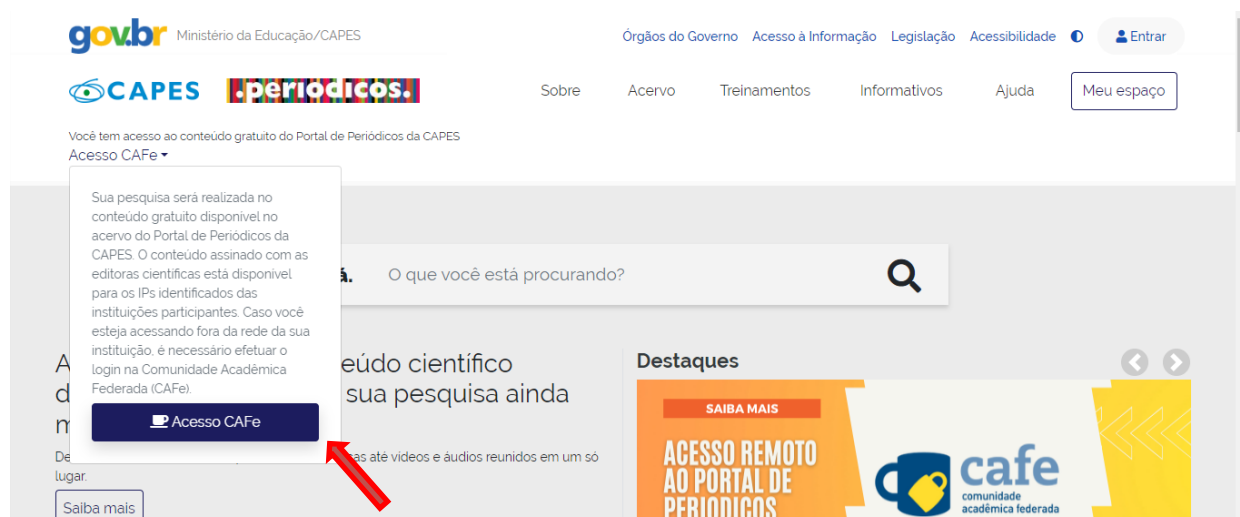 gov.br Ministério da Educação/CAPES Órgãos do Governo Acesso à Informação Legislação Acessibilidade Entrar
CAPES .periodicos. Sobre Acervo Treinamentos Informativos Ajuda Meu espaço
Você tem acesso ao conteúdo gratuito do Portal de Periódicos da CAPES
Acesso CAFe
Sua pesquisa será realizada no
conteúdo gratuito disponível no
acervo do Portal de Periódicos da
CAPES. O conteúdo assinado com as
editoras científicas está disponível
para os IPs identificados das
instituições participantes. Caso você
esteja acessando fora da rede da sua
instituição, é necessário efetuar o
login na Comunidade Acadêmica
Federada (CAFe).
Acesso CAFe
O que você está procurando?
eúdo científico
sua pesquisa ainda
as até vídeos e áudios reunidos em um só
lugar.
Saiba mais
Destaques
SAIBA MAIS
ACESSO REMOTO
AO PORTAL DE
PERIÓDICOS
cafe
comunidade
acadêmica federada